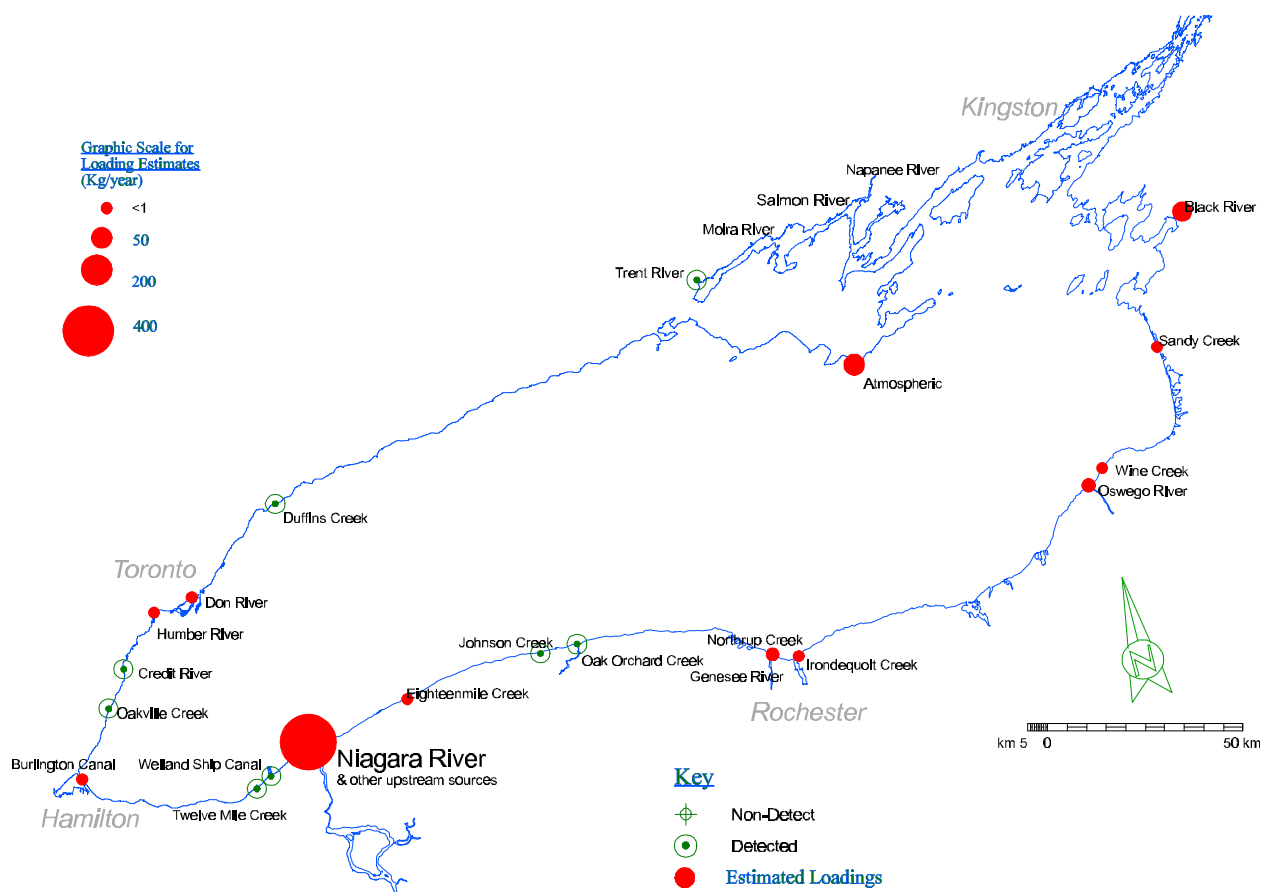 Kingston
Graphic Scale for
Loading Estimates
(Kg/year)
<1
50
200
400
Napanee River
Salmon River
Moira River
Trent River
Black River
Sandy Creek
Atmospheric
Wine Creek
Oswego River
Duffins Creek
Toronto
Don River
Humber River
Credit River
Oakville Creek
Burlington Canal
Hamilton
Welland Ship Canal
Twelve Mile Creek
Niagara River
& other upstream sources
Eighteenmile Creek
Johnson Creek
Oak Orchard Creek
Northrup Creek
Genesee River
Irondequoit Creek
Rochester
N
km 5 0 50 km
Key
Non-Detect
Detected
Estimated Loadings